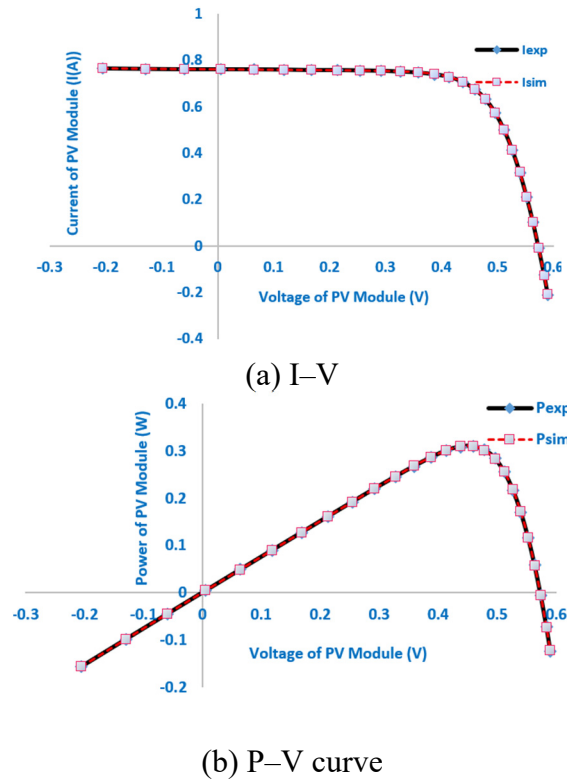 1
0.8
0.6
0.4
0.2
0
-0.2
-0.4
-0.3 -0.2 -0.1 0 0.1 0.2 0.3 0.4 0.5 0.6
Current of PV Module (I(A)
Voltage of PV Module (V)
Iexp
Isim
(a) I–V
0.4
0.3
0.2
0.1
0
-0.1
-0.2
-0.3 -0.2 -0.1 0 0.1 0.2 0.3 0.4 0.5 0.6
Power of PV Module (W)
Voltage of PV Module (V)
Pexp
Psim
(b) P–V curve